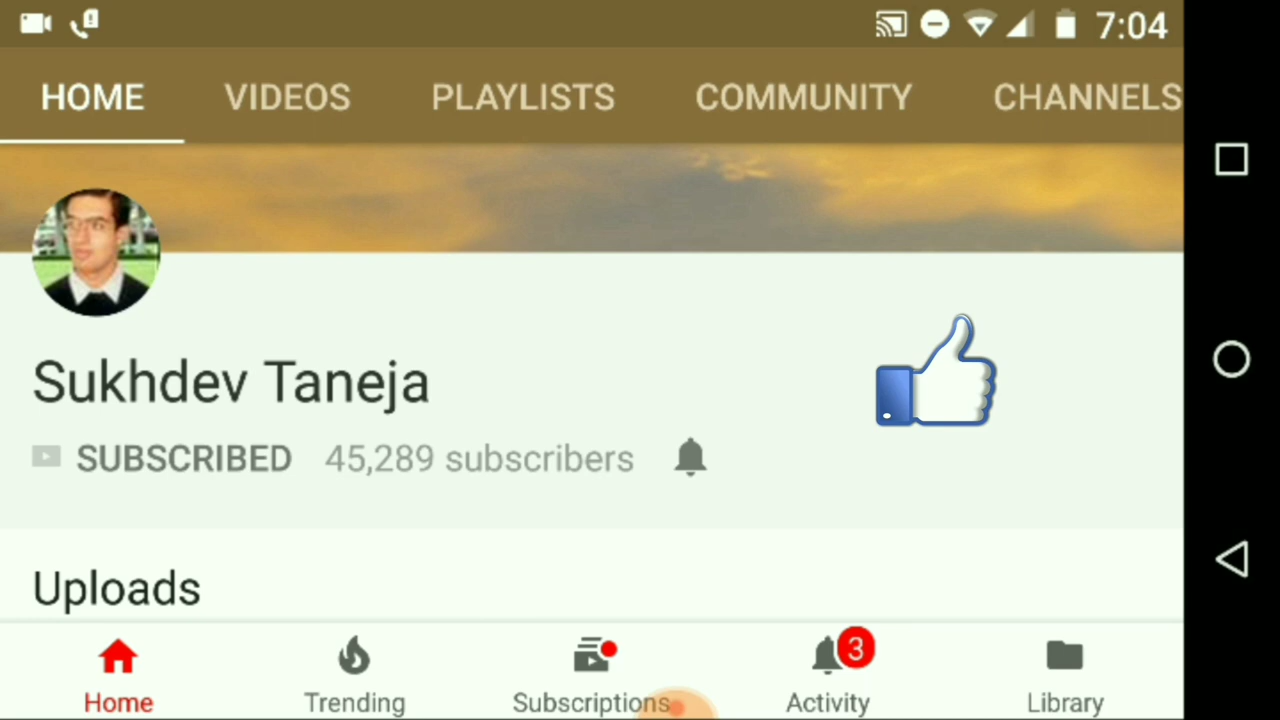 7:04
HOME VIDEOS PLAYLISTS COMMUNITY CHANNELS
Sukhdev Taneja
SUBSCRIBED 45,289 subscribers
Uploads
3
Home Trending Subscriptions Activity Library